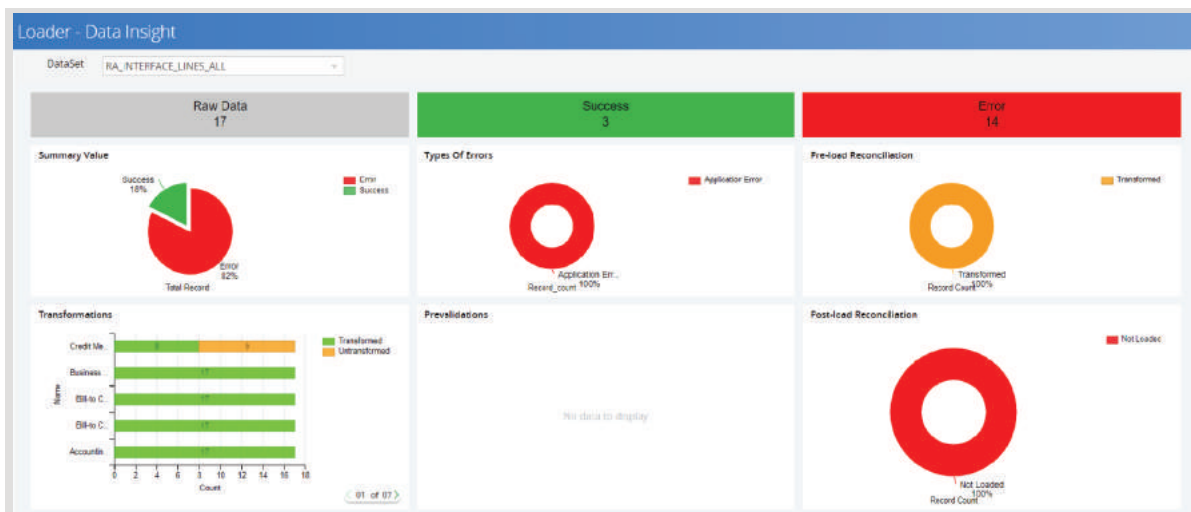 Loader - Data Insight
DataSet
RA_INTERFACE_LINES_ALL
Raw Data
17
Success
3
Error
14
Summary Value
Success
18%
Error
82%
Total Record
Error
Success
Types Of Errors
Application Error
Application Err...
100%
Record_count
Pre-load Reconciliation
Transformed
Transformed
100%
Record Count
Transformations
Name
Credit Me...
Business ...
Bill-to C...
Bill-to C...
Accountin...
8
9
17
17
17
17
0 2 4 6 8 10 12 14 16 18
Count
Transformed
Untransformed
01 of 07
Prevalidations
No data to display
Post-load Reconciliation
Not Loaded
Not Loaded
100%
Record Count